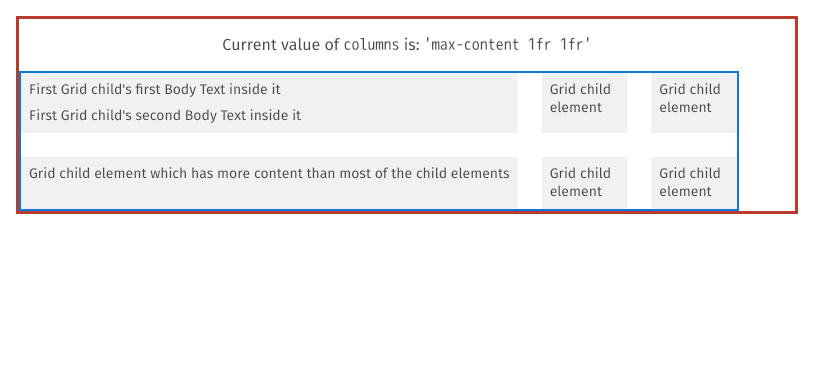 Current value of columns is: 'max-content 1fr 1fr'
First Grid child's first Body Text inside it
First Grid child's second Body Text inside it
Grid child
element
Grid child
element
Grid child element which has more content than most of the child elements
Grid child
element
Grid child
element